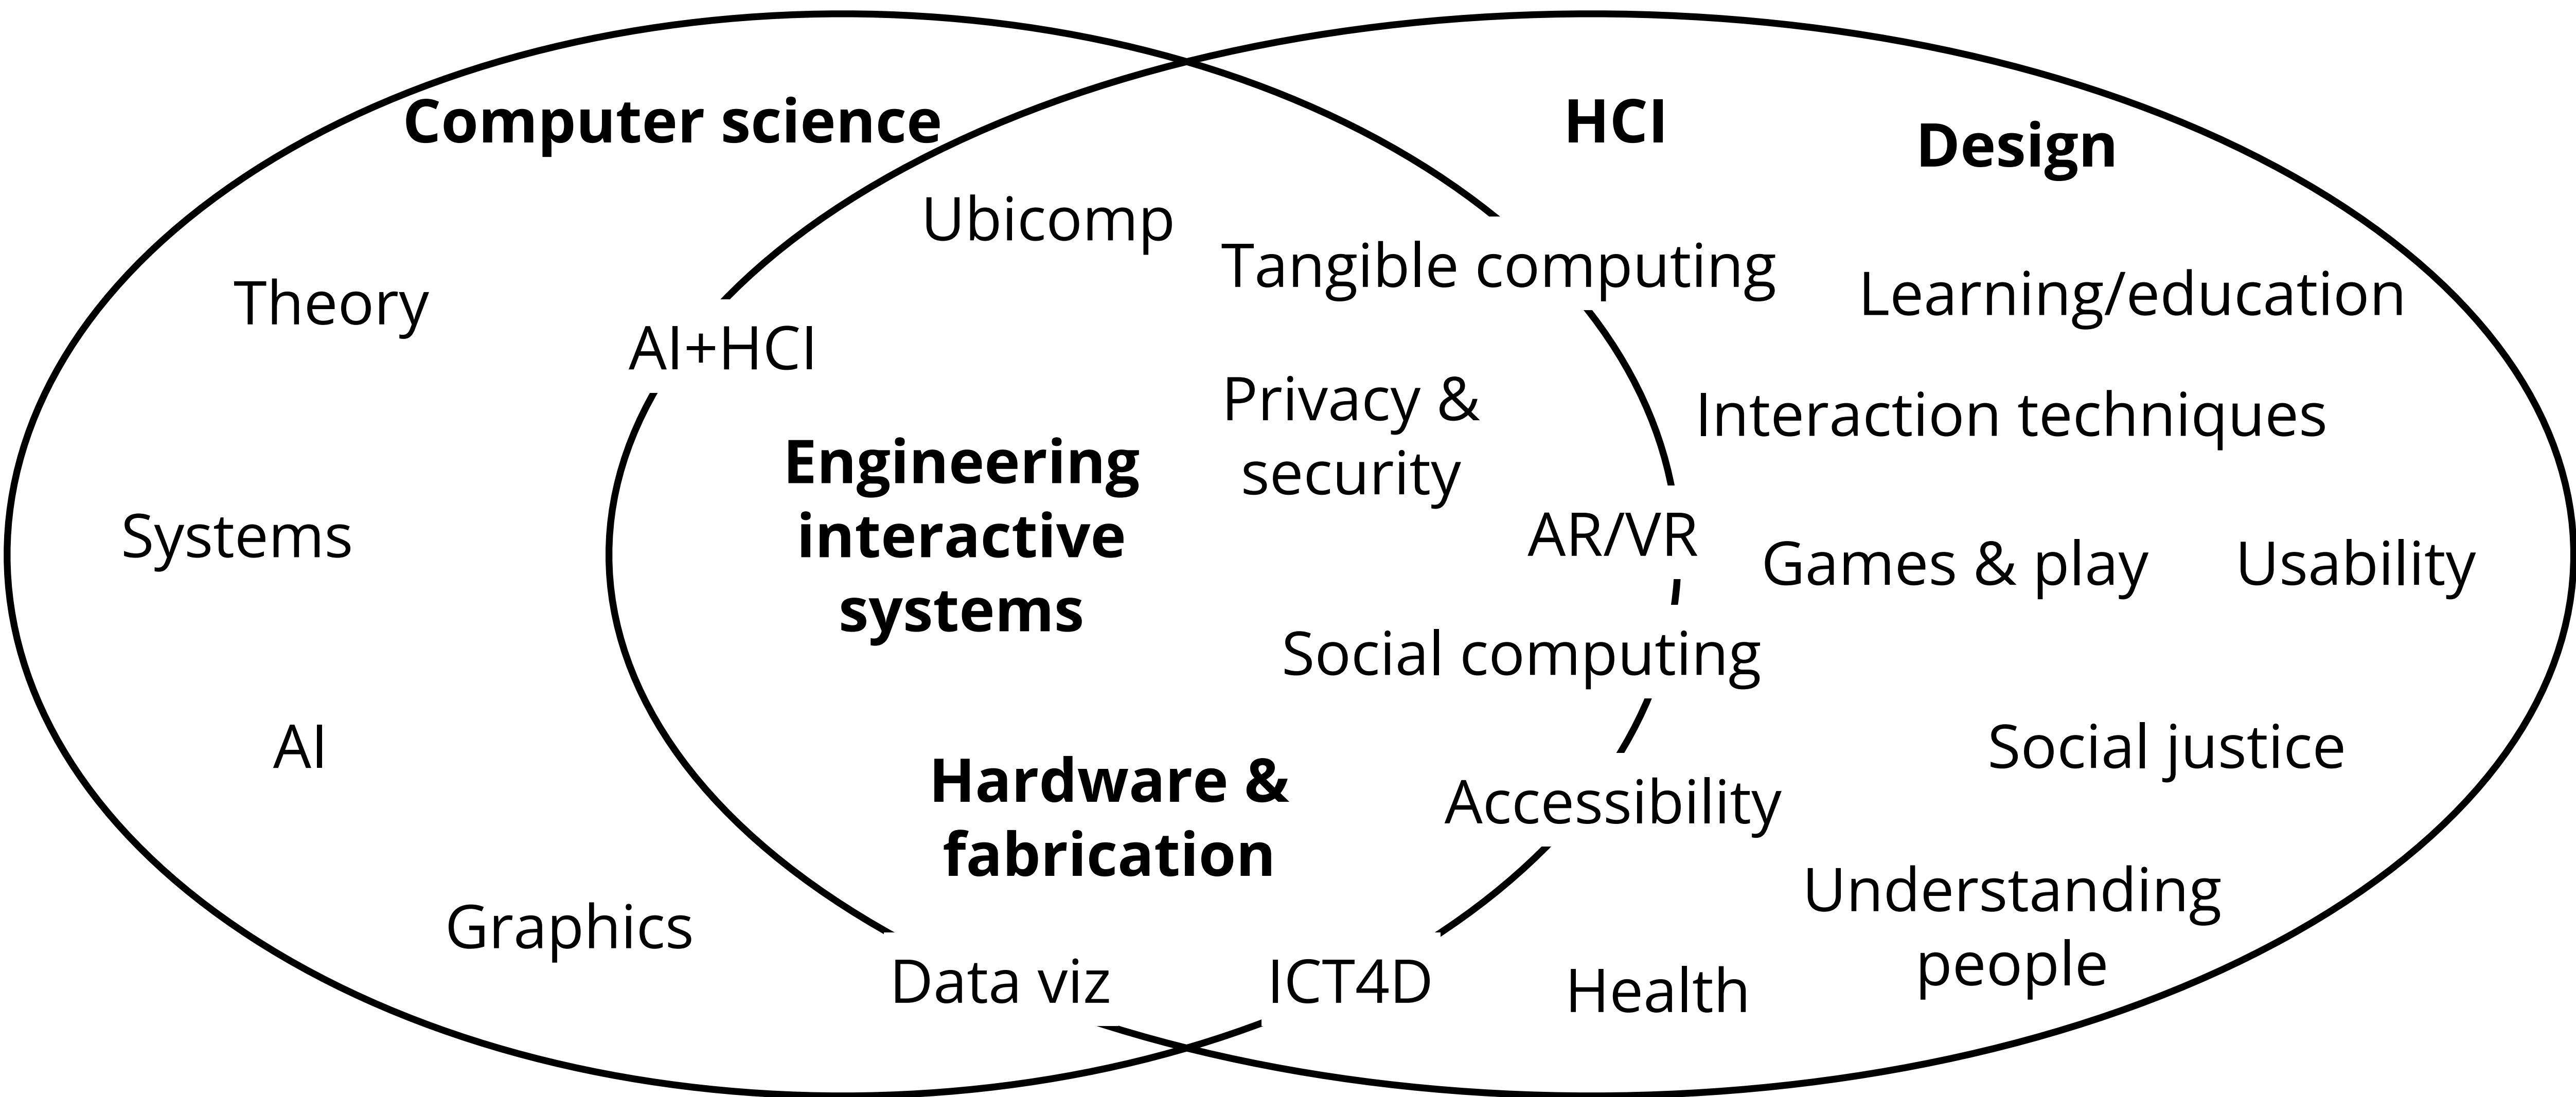 Computer science
HCI
Design
Ubicomp
Tangible computing
Theory
Learning/education
AI+HCI
Privacy &
security
Interaction techniques
Engineering
interactive
systems
Systems
AR/VR
Games & play
Usability
Social computing
AI
Social justice
Hardware &
fabrication
Accessibility
Understanding
people
Graphics
Data viz
ICT4D
Health